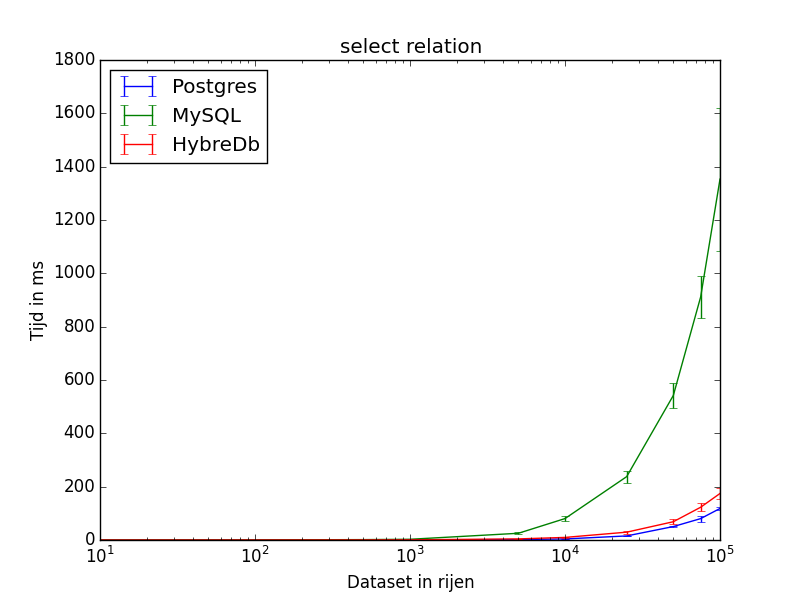 select relation
Postgres
MySQL
HybreDb
1800
1600
1400
1200
1000
800
600
400
200
0
Tijd in ms
10^1 10^2 10^3 10^4 10^5
Dataset in rijen